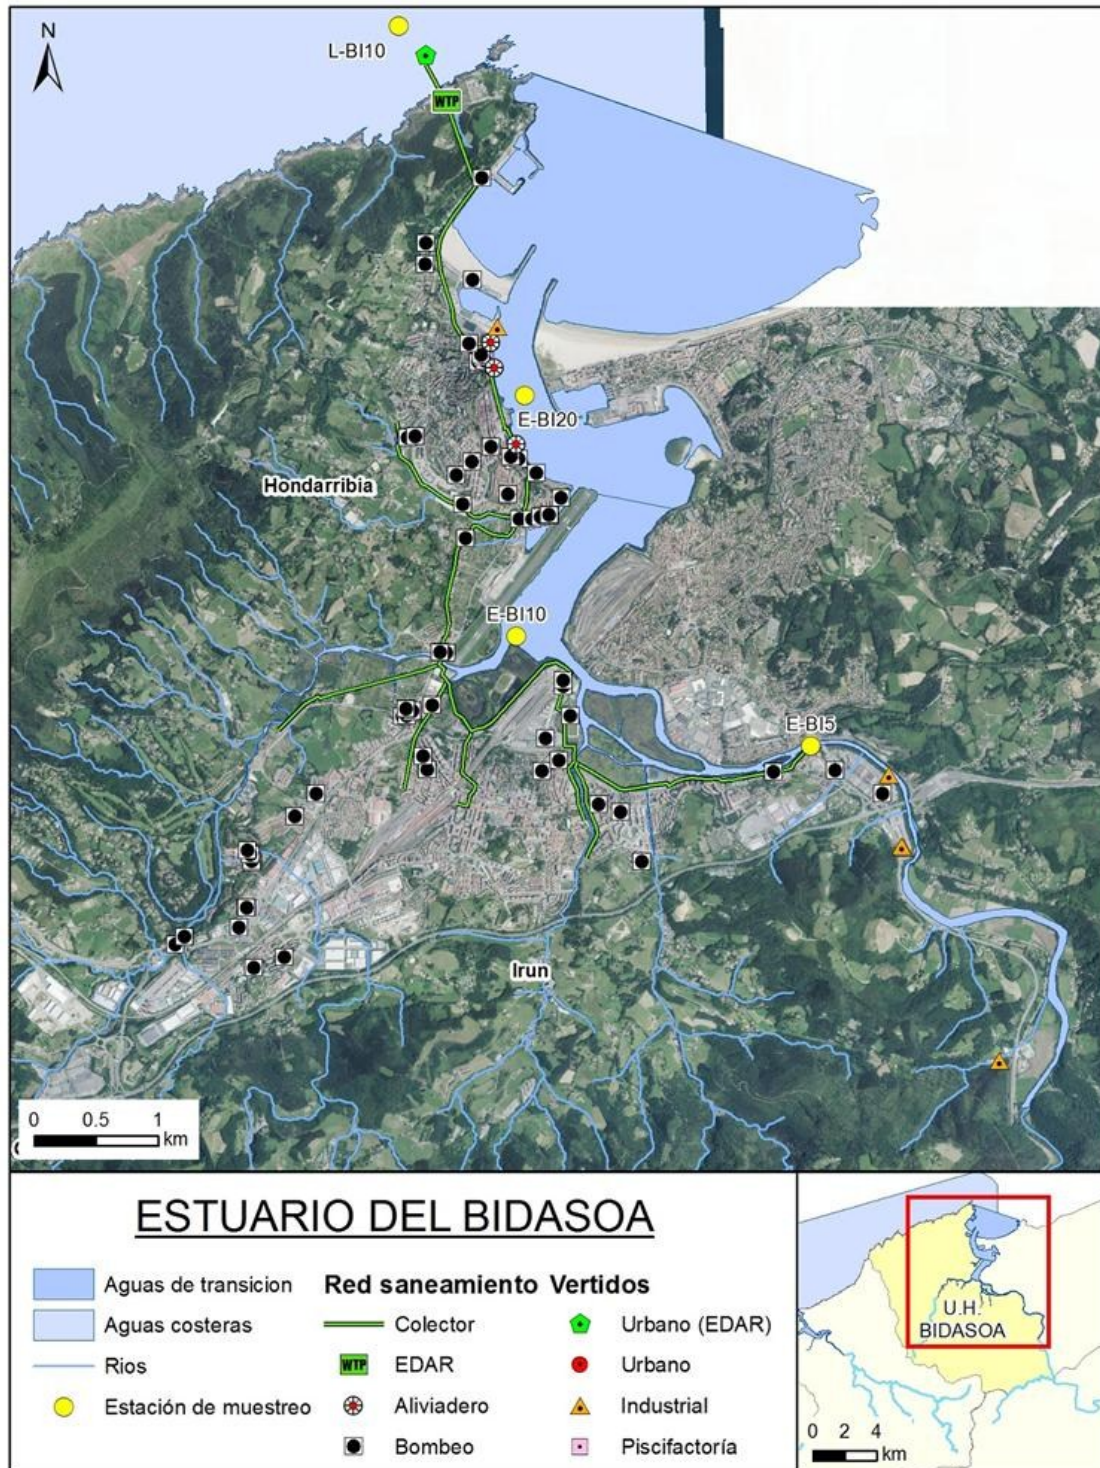 N
L-BI10
WTP
E-BI20
Hondarribia
E-BI10
E-BI5
Irun
0 0.5 1
km
ESTUARIO DEL BIDASOA
Aguas de transicion
Aguas costeras
Rios
Estación de muestreo
Red saneamiento
Colector
WTP EDAR
Aliviadero
Bombeo
Vertidos
Urbano (EDAR)
Urbano
Industrial
Piscifactoría
U.H.
BIDASOA
0 2 4
km